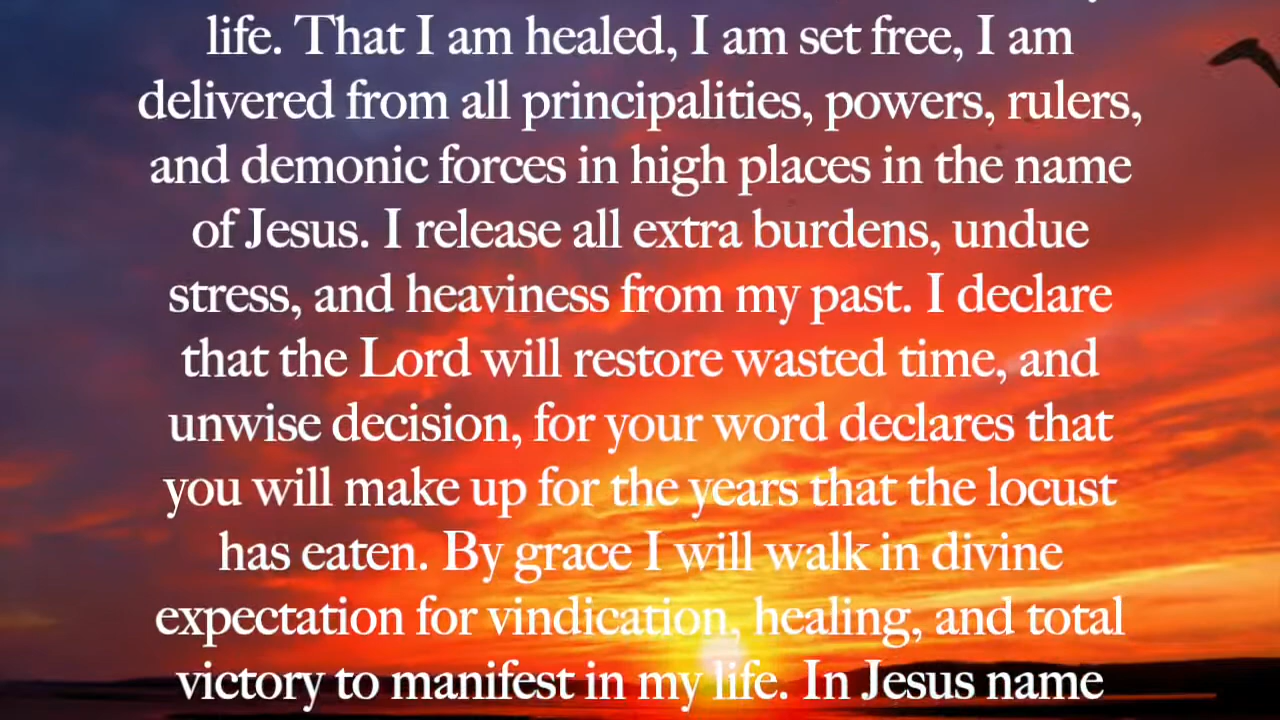 life. That I am healed, I am set free, I am
delivered from all principalities, powers, rulers,
and demonic forces in high places in the name
of Jesus. I release all extra burdens, undue
stress, and heaviness from my past. I declare
that the Lord will restore wasted time, and
unwise decision, for your word declares that
you will make up for the years that the locust
has eaten. By grace I will walk in divine
expectation for vindication, healing, and total
victory to manifest in my life. In Jesus name